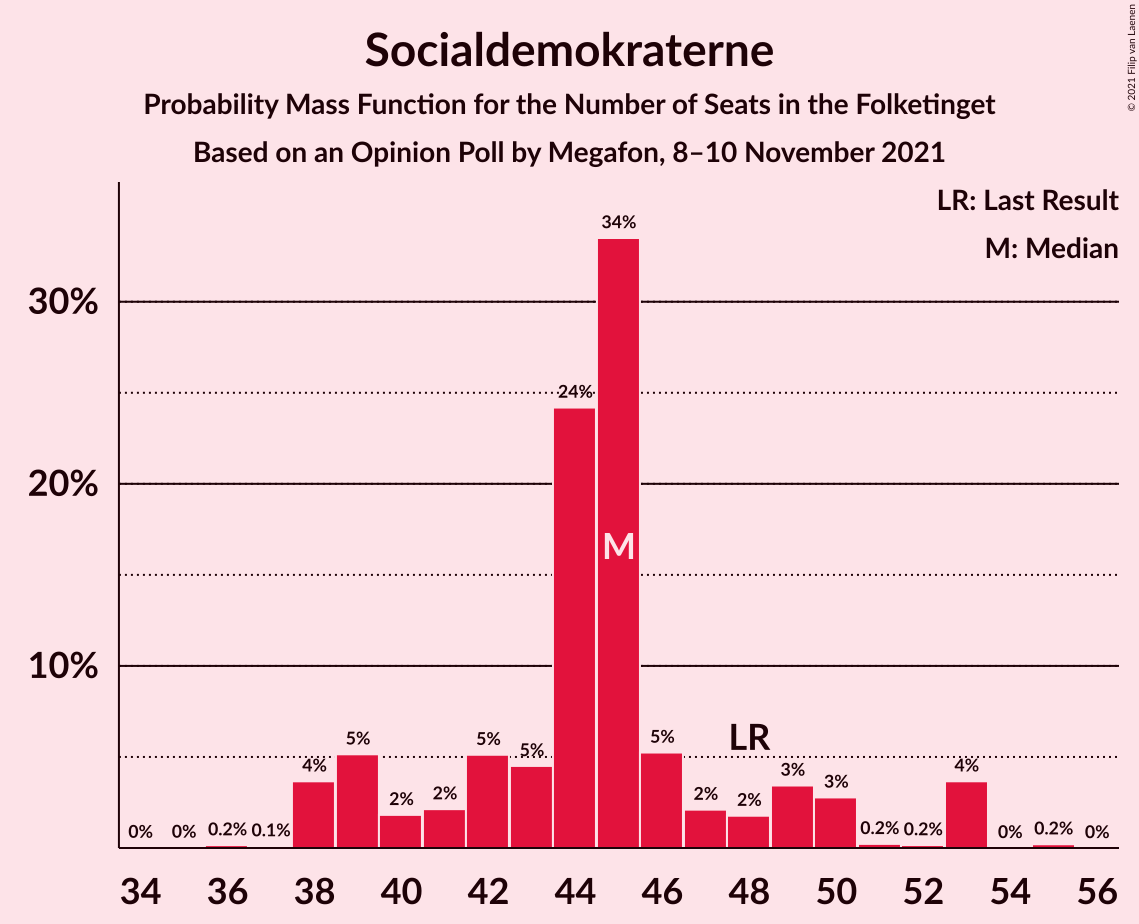 Socialdemokraterne
Probability Mass Function for the Number of Seats in the Folketinget
Based on an Opinion Poll by Megafon, 8–10 November 2021
© 2021 Filip van Laenen
LR: Last Result
M: Median
30%
20%
10%
0%
0%
0.2%
0.1%
4%
5%
2%
2%
5%
5%
24%
34%
M
5%
2%
LR
2%
3%
3%
0.2%
0.2%
4%
0%
0.2%
0%
34 36 38 40 42 44 46 48 50 52 54 56